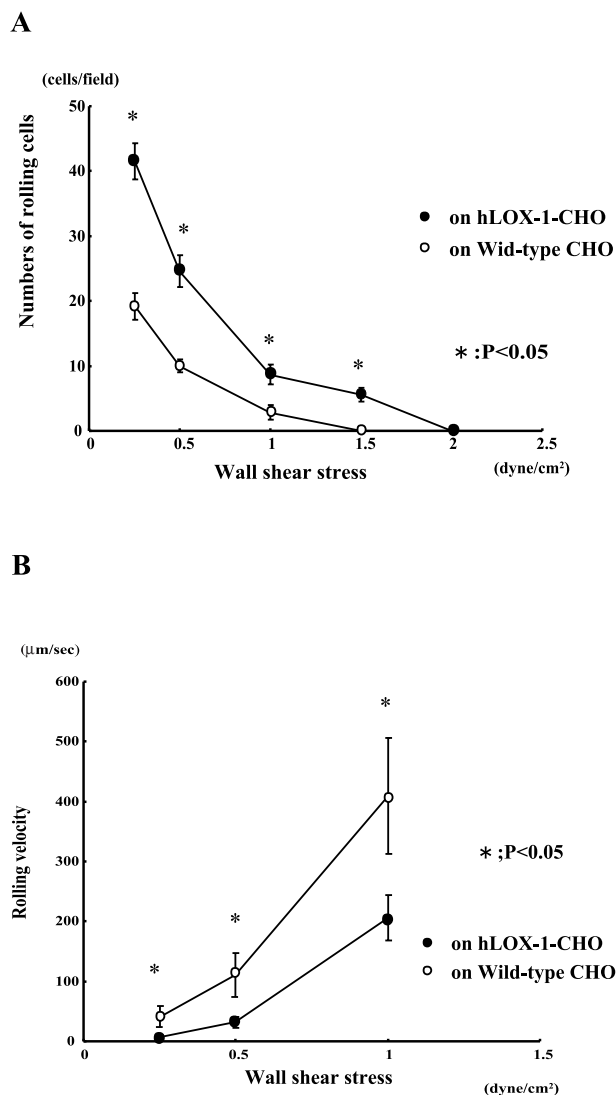 A
(cells/field)
50
*
40
*
30
Numbers of rolling cells
● on hLOX-1-CHO
○ on Wid-type CHO
20
* *
* :P<0.05
10
0
0 0.5 1 1.5 2 2.5
Wall shear stress
(dyne/cm²)
B
(μm/sec)
600
*
500
400
* ;P<0.05
300
Rolling velocity
*
200
● on hLOX-1-CHO
○ on Wild-type CHO
*
100
0
0 0.5 1 1.5
Wall shear stress
(dyne/cm²)